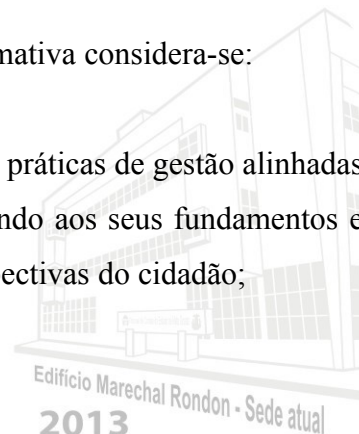 mativa considera-se:
práticas de gestão alinhadas
ndo aos seus fundamentos e
ectivas do cidadão;
Edifício Marechal Rondon - Sede atual
2013